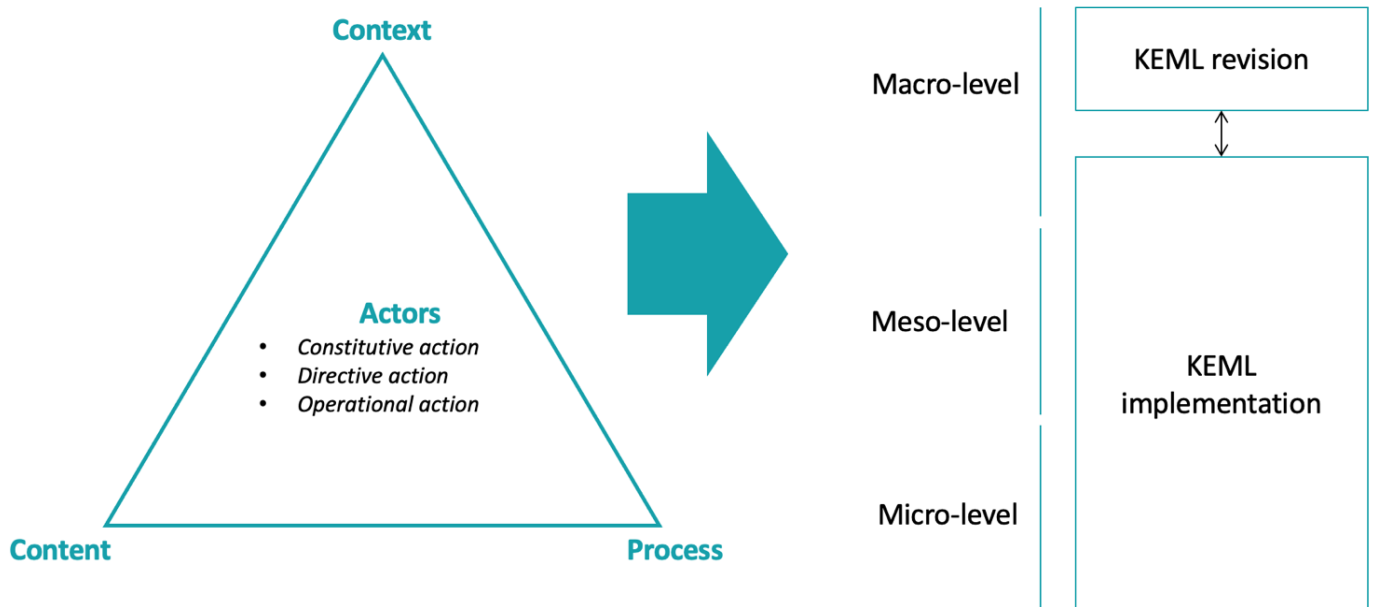 Context
Actors
• Constitutive action
• Directive action
• Operational action
Content
Process
Macro-level
Meso-level
Micro-level
KEML revision
KEML
implementation